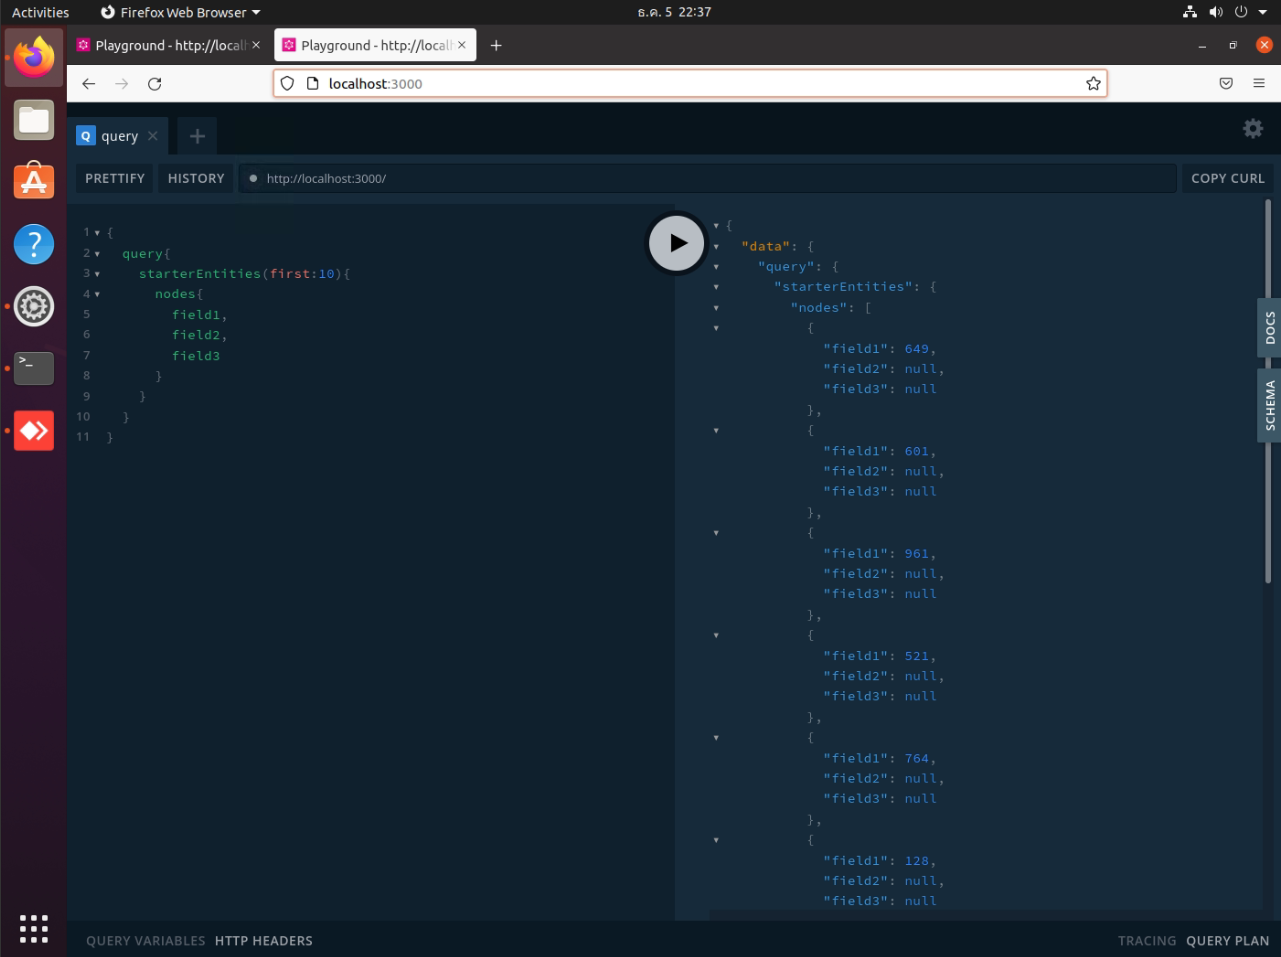 Activities Firefox Web Browser ธ.ค. 5 22:37
Playground - http://local Playground - http://local
localhost:3000
Q query
PRETTIFY HISTORY http://localhost:3000/ COPY CURL
1 {
2 query{
3 starterEntities(first:10){
4 nodes{
5 field1,
6 field2,
7 field3
8 }
9 }
10 }
11 }
{
"data": {
"query": {
"starterEntities": {
"nodes": [
{
"field1": 649,
"field2": null,
"field3": null
},
{
"field1": 601,
"field2": null,
"field3": null
},
{
"field1": 961,
"field2": null,
"field3": null
},
{
"field1": 521,
"field2": null,
"field3": null
},
{
"field1": 764,
"field2": null,
"field3": null
},
{
"field1": 128,
"field2": null,
"field3": null
DOCS
SCHEMA
QUERY VARIABLES HTTP HEADERS TRACING QUERY PLAN